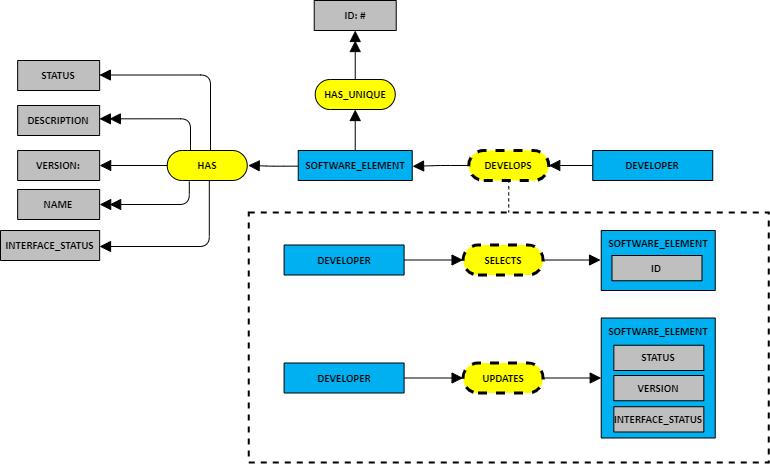 ID: #
STATUS
HAS_UNIQUE
DESCRIPTION
VERSION:
HAS
SOFTWARE_ELEMENT
DEVELOPS
DEVELOPER
NAME
INTERFACE_STATUS
DEVELOPER
SELECTS
SOFTWARE_ELEMENT
ID
DEVELOPER
UPDATES
SOFTWARE_ELEMENT
STATUS
VERSION
INTERFACE_STATUS